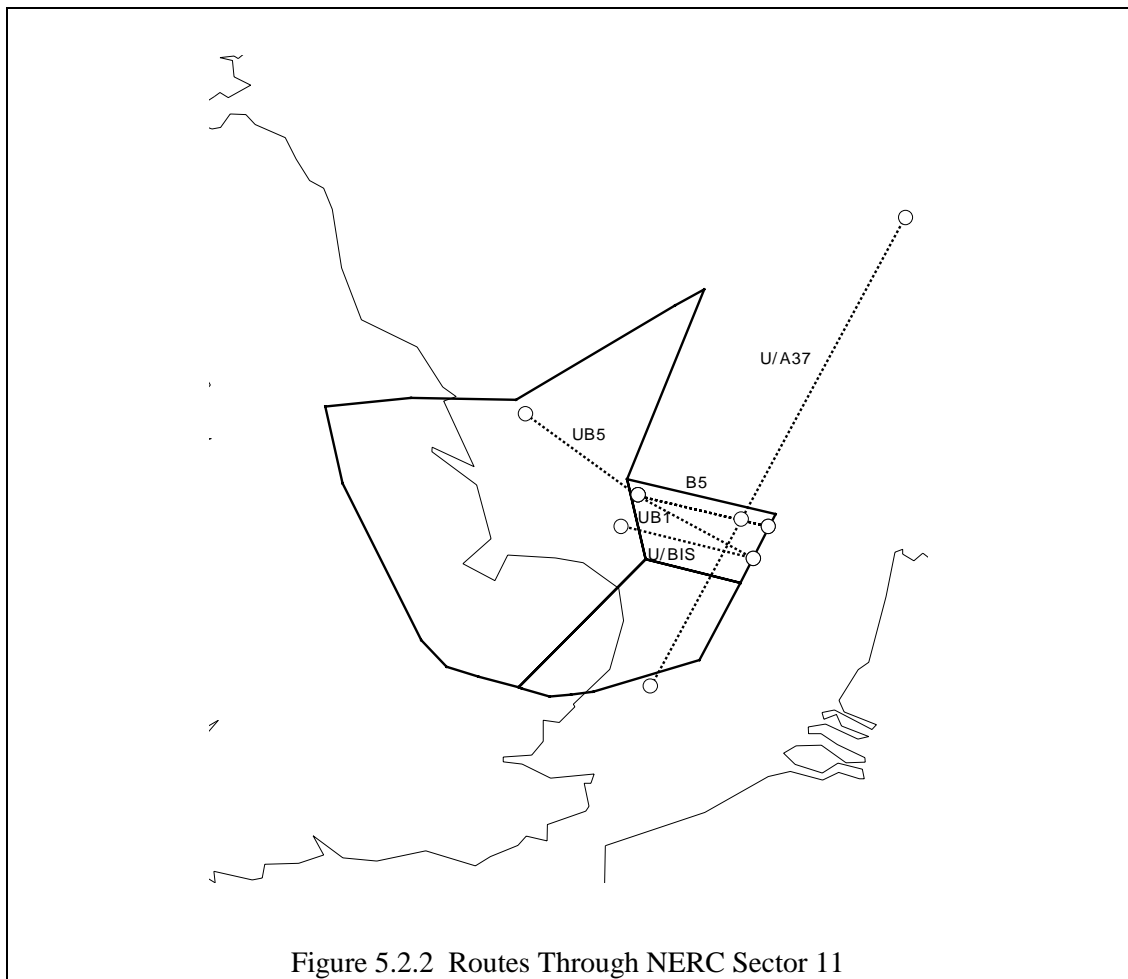 U/A37
UB5
B5
UB1
U/BIS
Figure 5.2.2 Routes Through NERC Sector 11